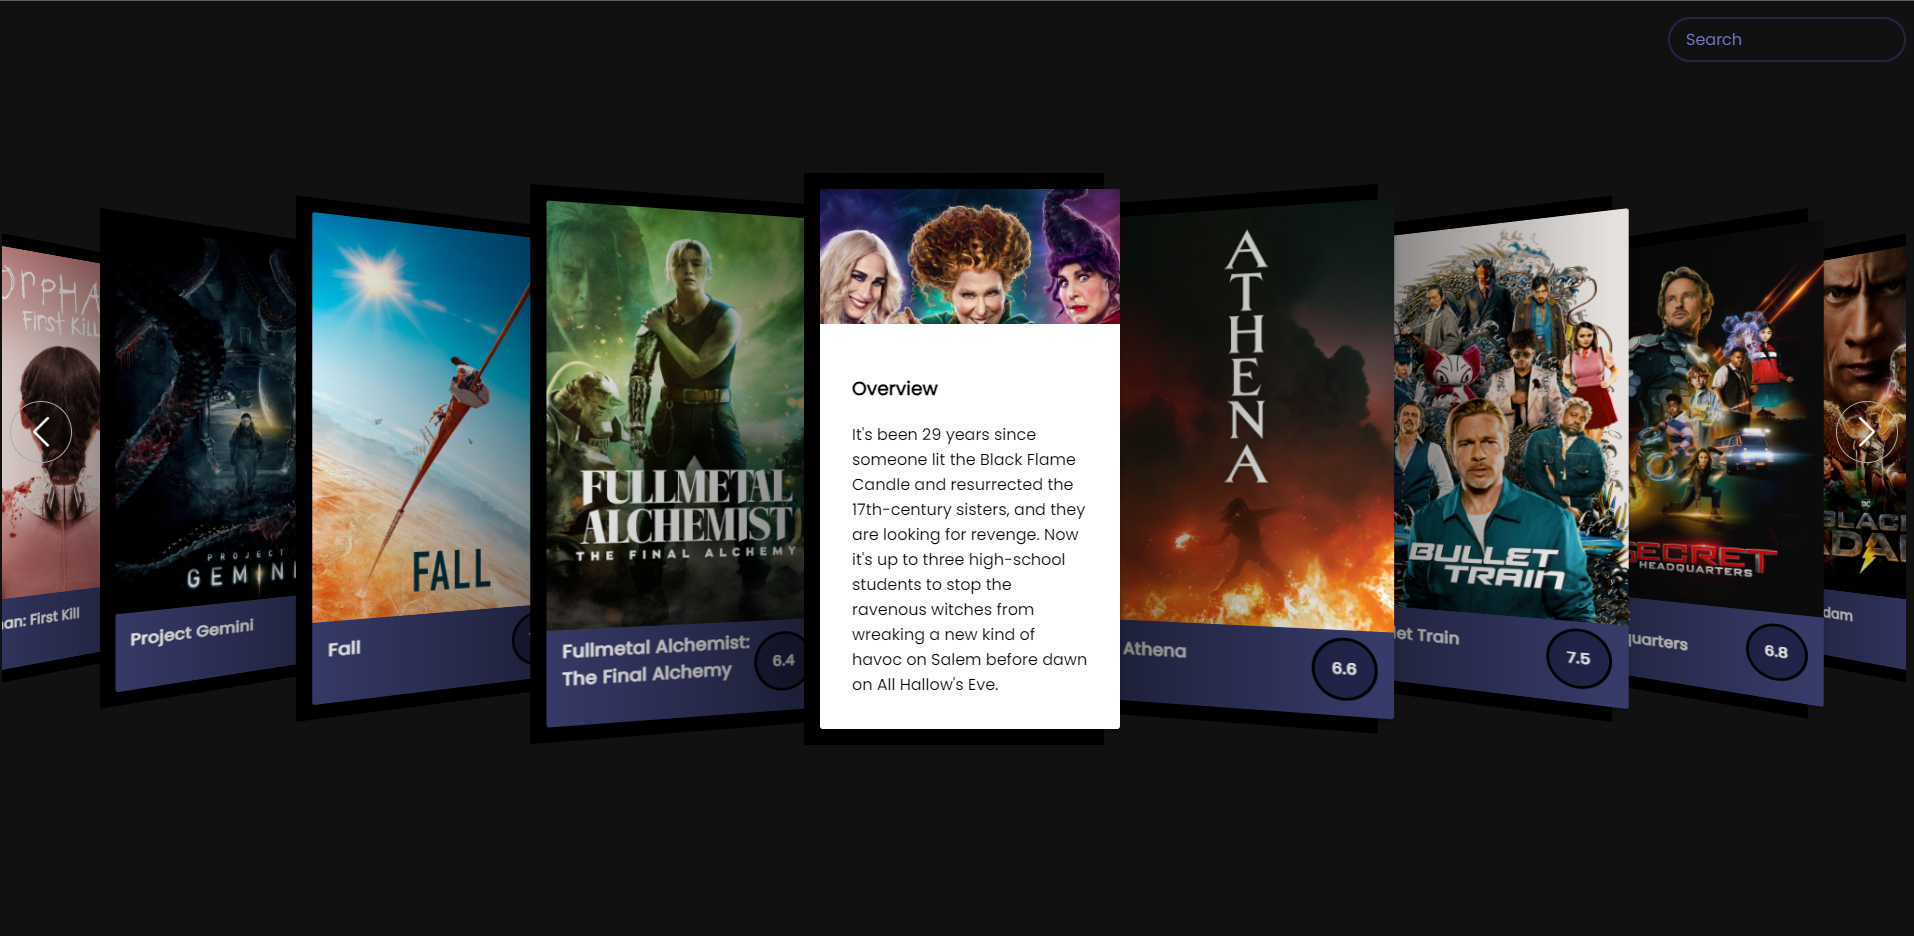 Search
First Kill
an: First Kill
PROJECT
GEMINI
Project Gemini
FALL
Fall
FULLMETAL
ALCHEMIST
THE FINAL ALCHEMY
Fullmetal Alchemist:
The Final Alchemy
6.4
Overview
It's been 29 years since
someone lit the Black Flame
Candle and resurrected the
17th-century sisters, and they
are looking for revenge. Now
it's up to three high-school
students to stop the
ravenous witches from
wreaking a new kind of
havoc on Salem before dawn
on All Hallow's Eve.
ATHENA
Athena
6.6
BULLET
TRAIN
et Train
7.5
SECRET
HEADQUARTERS
quarters
6.8
DC
BLAC
ADA
dam